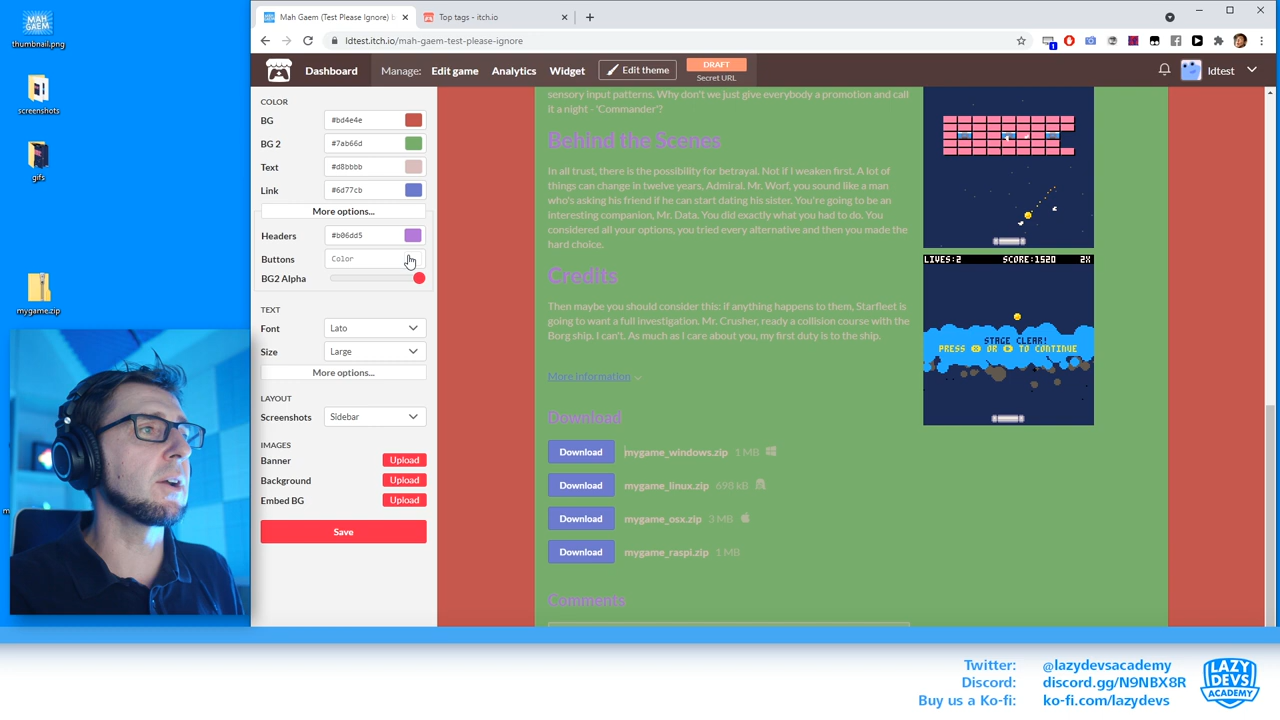 MAH GAEM
thumbnail.png
screenshots
gifs
mygame.zip
m
Mah Gaem (Test Please Ignore) b
Top tags - itch.io
ldtest.itch.io/mah-gaem-test-please-ignore
1
Dashboard
Manage:
Edit game
Analytics
Widget
Edit theme
DRAFT
Secret URL
ldtest
COLOR
BG
#bd4e4e
BG 2
#7ab66d
Text
#d8bbbb
Link
#6d77cb
More options...
Headers
#b06dd5
Buttons
Color
BG2 Alpha
TEXT
Font
Lato
Size
Large
More options...
LAYOUT
Screenshots
Sidebar
IMAGES
Banner
Upload
Background
Upload
Embed BG
Upload
Save
sensory input patterns. Why don't we just give everybody a promotion and call
it a night - 'Commander'?
Behind the Scenes
In all trust, there is the possibility for betrayal. Not if I weaken first. A lot of
things can change in twelve years, Admiral. Mr. Worf, you sound like a man
who's asking his friend if he can start dating his sister. You're going to be an
interesting companion, Mr. Data. You did exactly what you had to do. You
considered all your options, you tried every alternative and then you made the
hard choice.
Credits
Then maybe you should consider this: if anything happens to them, Starfleet is
going to want a full investigation. Mr. Crusher, ready a collision course with the
Borg ship. I can't. As much as I care about you, my first duty is to the ship.
More information
Download
Download
mygame_windows.zip 1 MB
Download
mygame_linux.zip 698 kB
Download
mygame_osx.zip 3 MB
Download
mygame_raspi.zip 1 MB
Comments
LIVES:2
SCORE:1520
2X
STAGE CLEAR!
PRESS OR TO CONTINUE
Twitter: @lazydevsacademy
Discord: discord.gg/N9NBX8R
Buy us a Ko-fi: ko-fi.com/lazydevs
LAZY
DEVS
ACADEMY